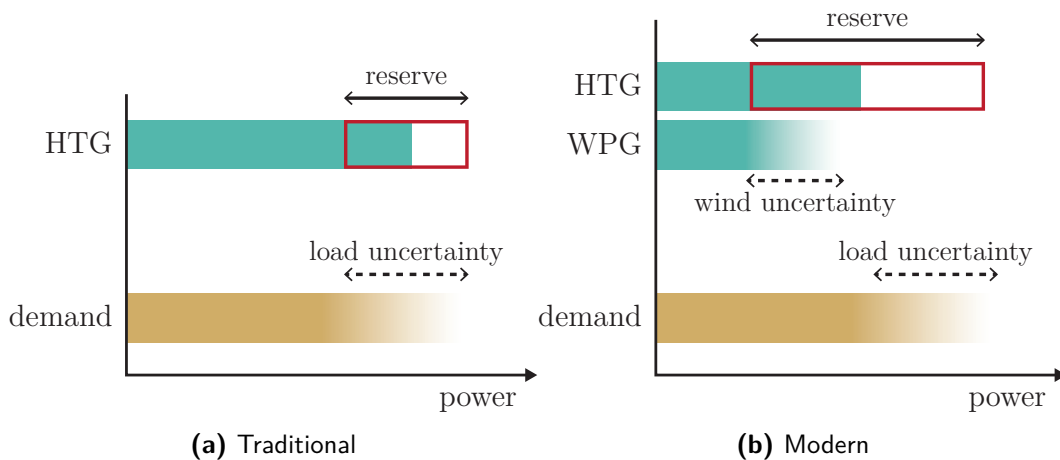 reserve
HTG
load uncertainty
demand
power
(a) Traditional
reserve
HTG
WPG
wind uncertainty
load uncertainty
demand
power
(b) Modern